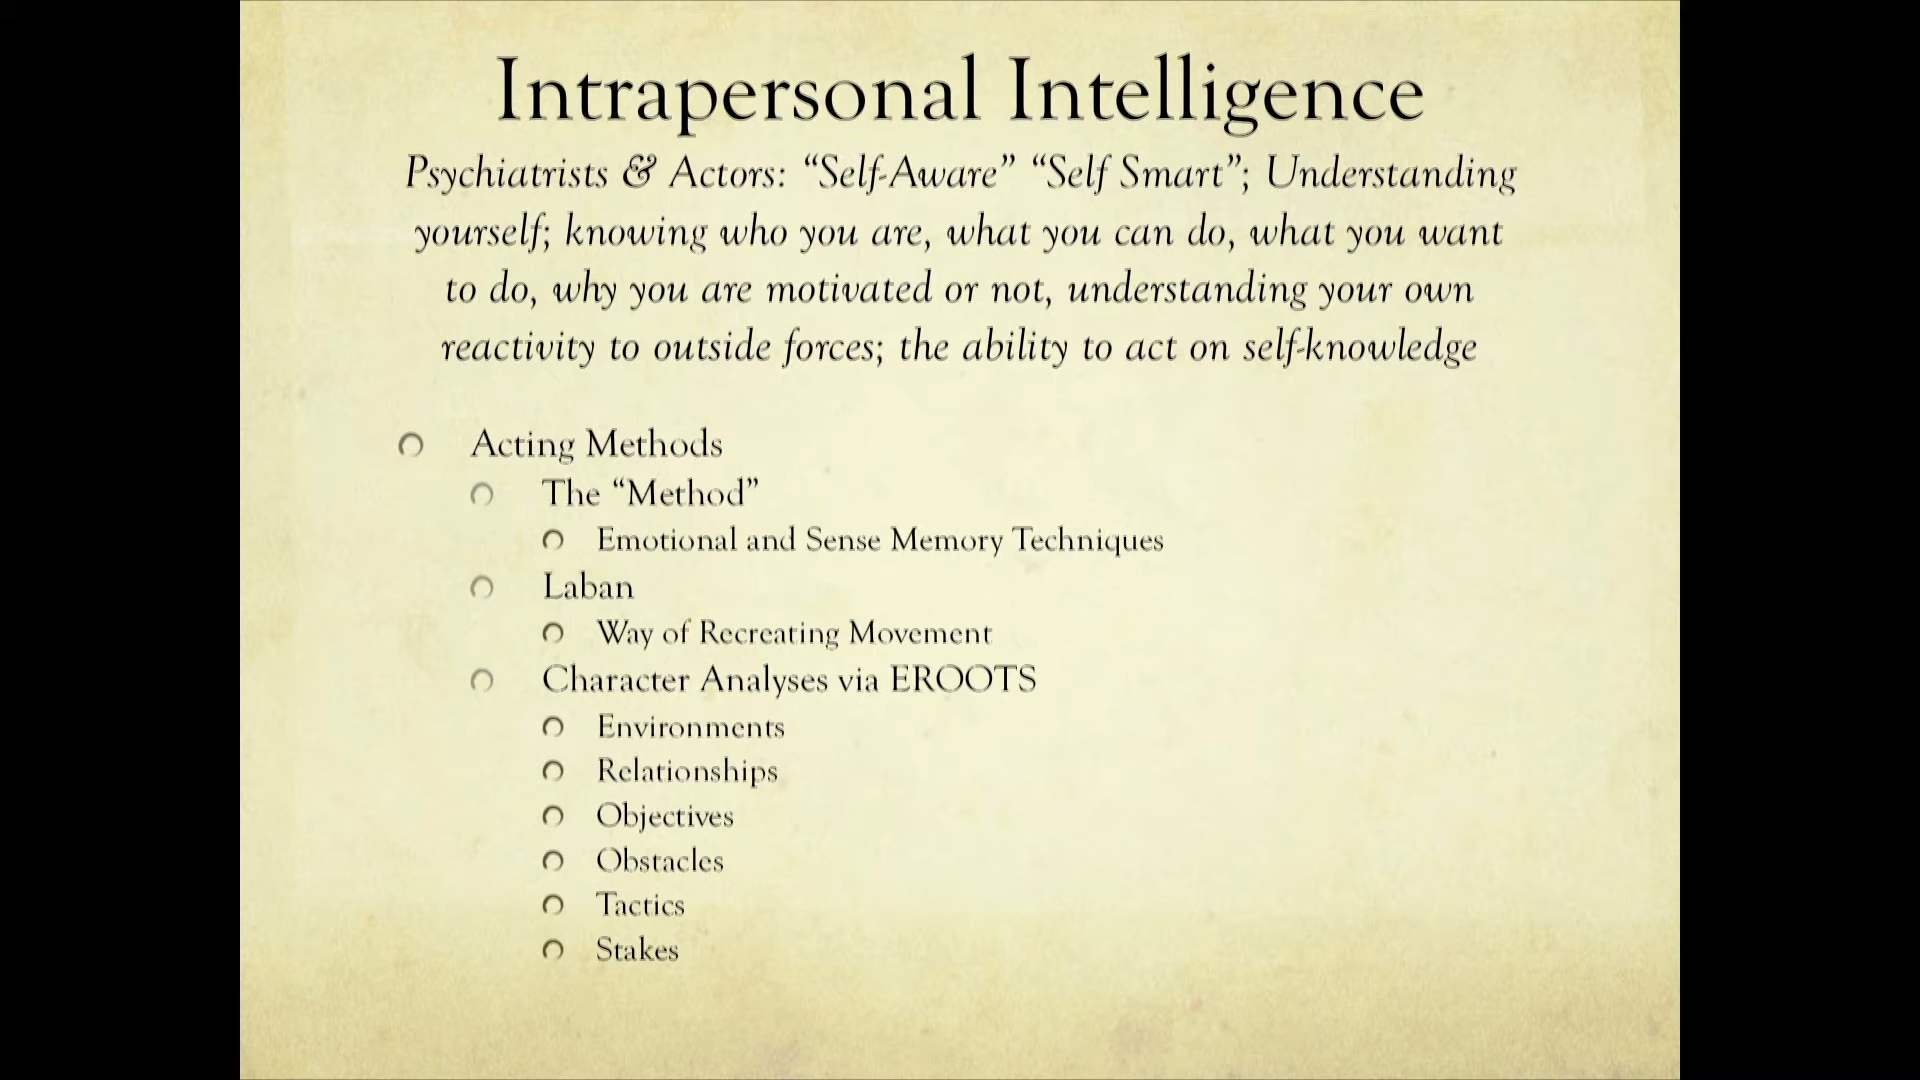 Intrapersonal Intelligence
Psychiatrists & Actors: “Self-Aware” “Self Smart”; Understanding
yourself; knowing who you are, what you can do, what you want
to do, why you are motivated or not, understanding your own
reactivity to outside forces; the ability to act on self-knowledge
Acting Methods
The “Method”
Emotional and Sense Memory Techniques
Laban
Way of Recreating Movement
Character Analyses via EROOTS
Environments
Relationships
Objectives
Obstacles
Tactics
Stakes